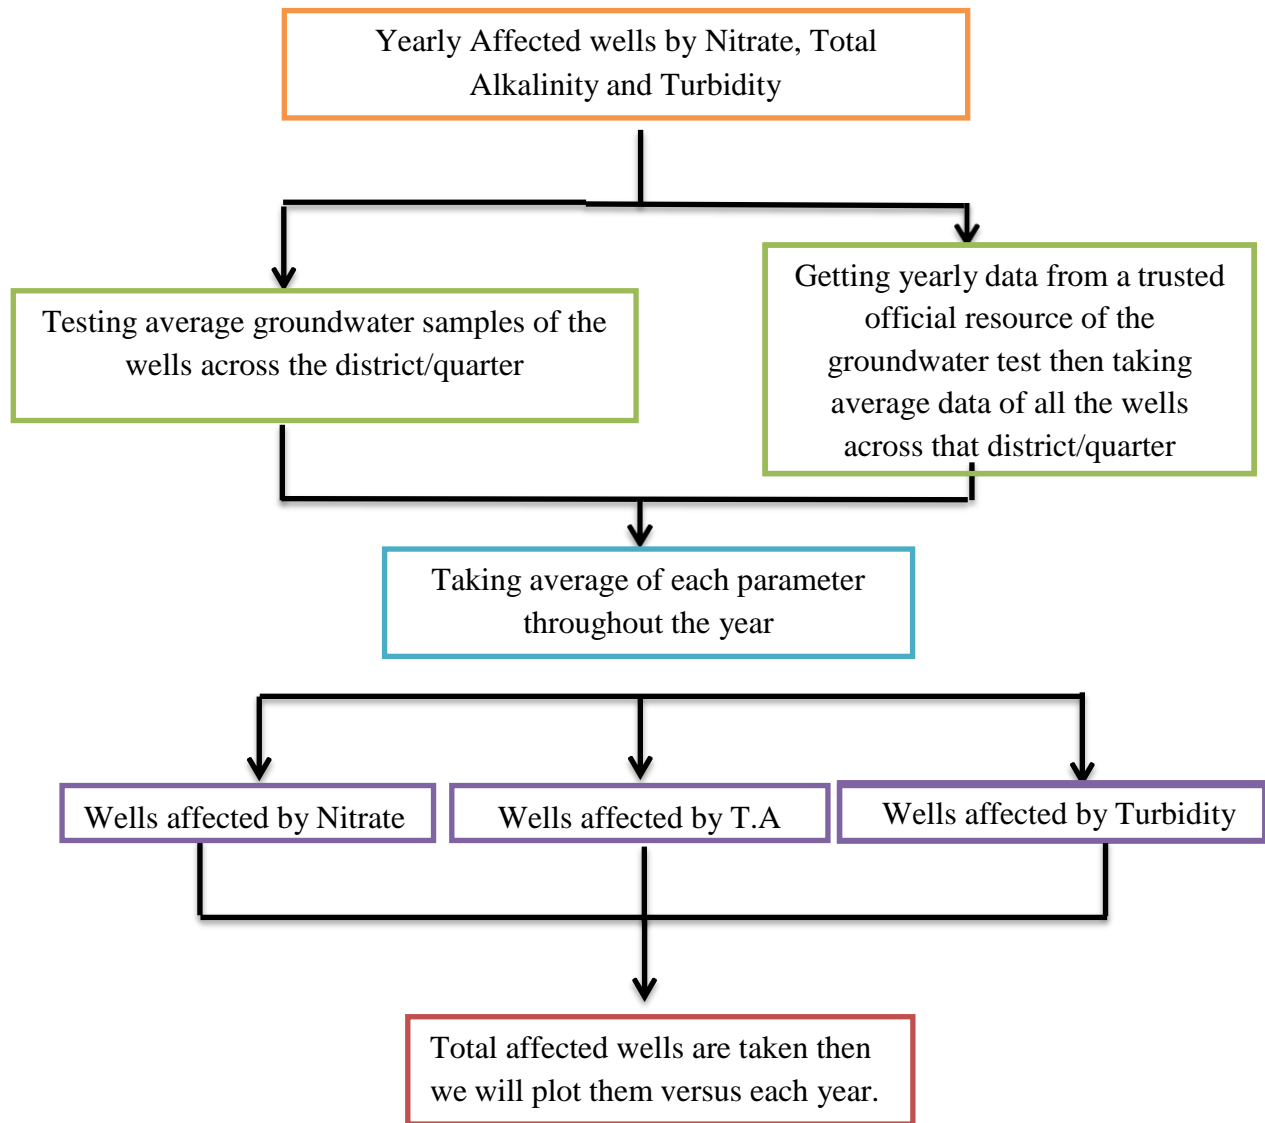 Yearly Affected wells by Nitrate, Total
Alkalinity and Turbidity
Testing average groundwater samples of the
wells across the district/quarter
Getting yearly data from a trusted
official resource of the
groundwater test then taking
average data of all the wells
across that district/quarter
Taking average of each parameter
throughout the year
Wells affected by Nitrate
Wells affected by T.A
Wells affected by Turbidity
Total affected wells are taken then
we will plot them versus each year.